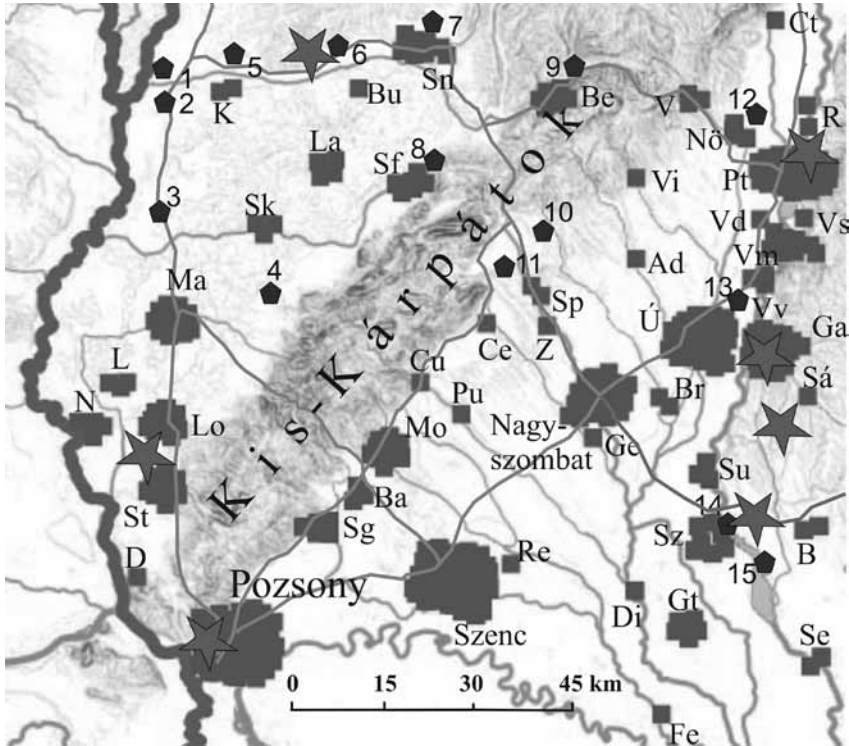 Ct
7
5
6
1
Sn
9
2
K
Bu
Be
V
12
R
Nö
La
Sf
8
Pt
Vi
3
Sk
10
Vd
Vs
Kis-Kárpátok
11
Ad
Vm
4
Ma
Sp
13
Vv
Ú
Ga
Ce
Z
L
Cu
Pu
Br
Sá
N
Lo
Mo
Nagy-
szombat
Ge
St
Ba
Su
Sg
14
Sz
B
D
Re
15
Pozsony
Di
Gt
Szenc
Se
0 15 30 45 km
Fe